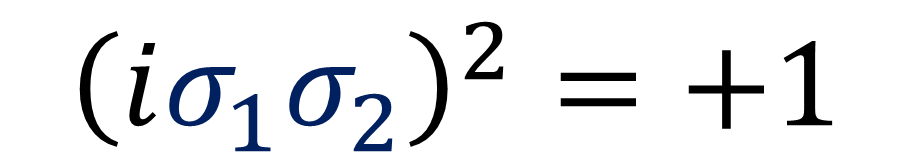 (iσ₁σ₂)² = +1